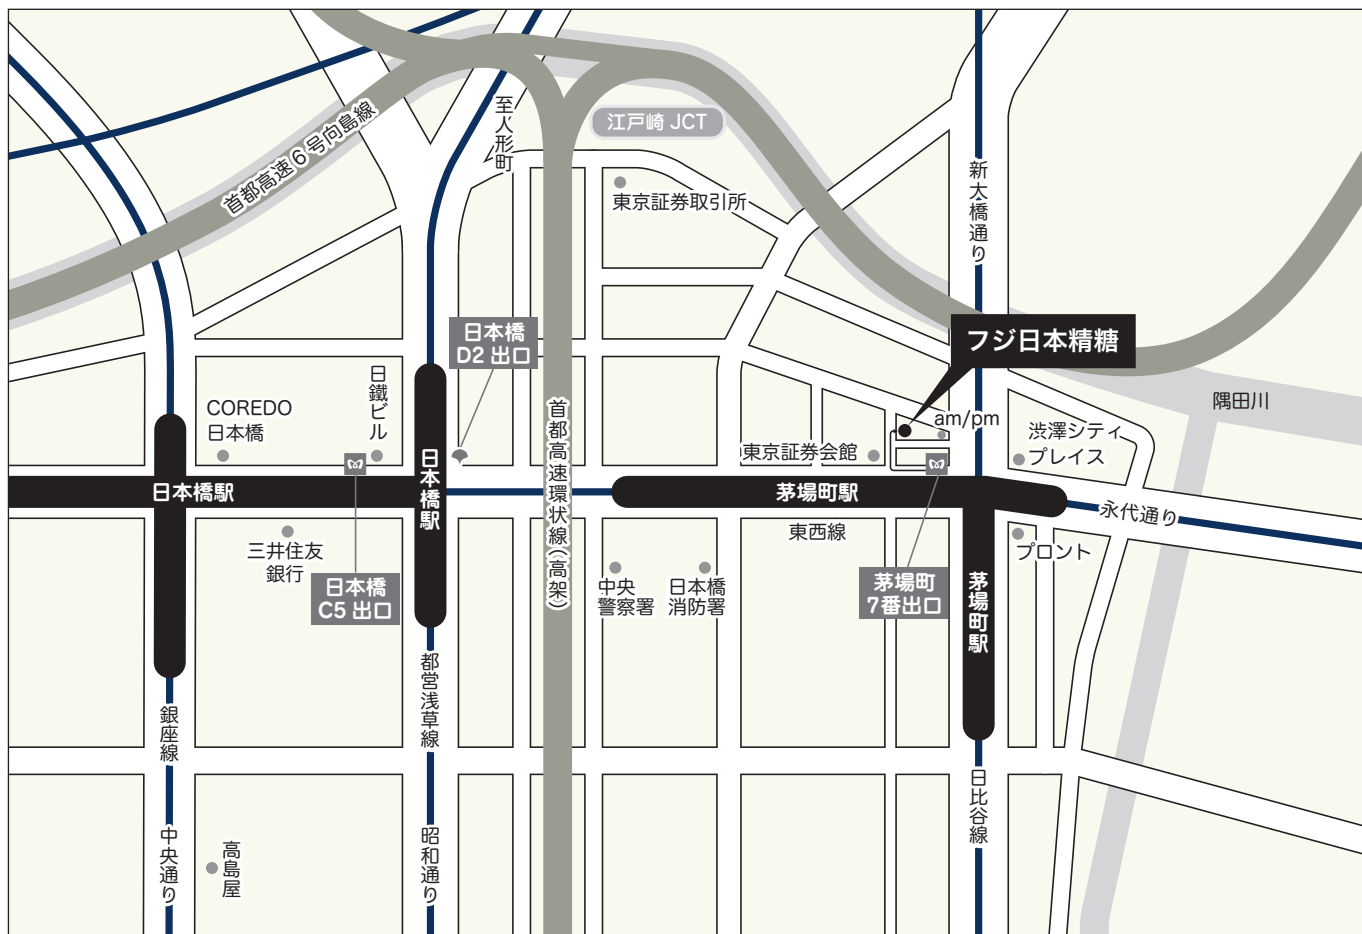 首都高速6号向島線
至人形町
江戸崎 JCT
東京証券取引所
新大橋通り
フジ日本精糖
日本橋
D2 出口
日鐵ビル
COREDO
日本橋
首都高速環状線(高架)
隅田川
am/pm
渋澤シティ
プレイス
東京証券会館
日本橋駅
日本橋駅
茅場町駅
永代通り
東西線
三井住友
銀行
日本橋
C5 出口
中央
警察署
日本橋
消防署
茅場町
7番出口
茅場町駅
プロント
都営浅草線
銀座線
日比谷線
中央通り
高島屋
昭和通り